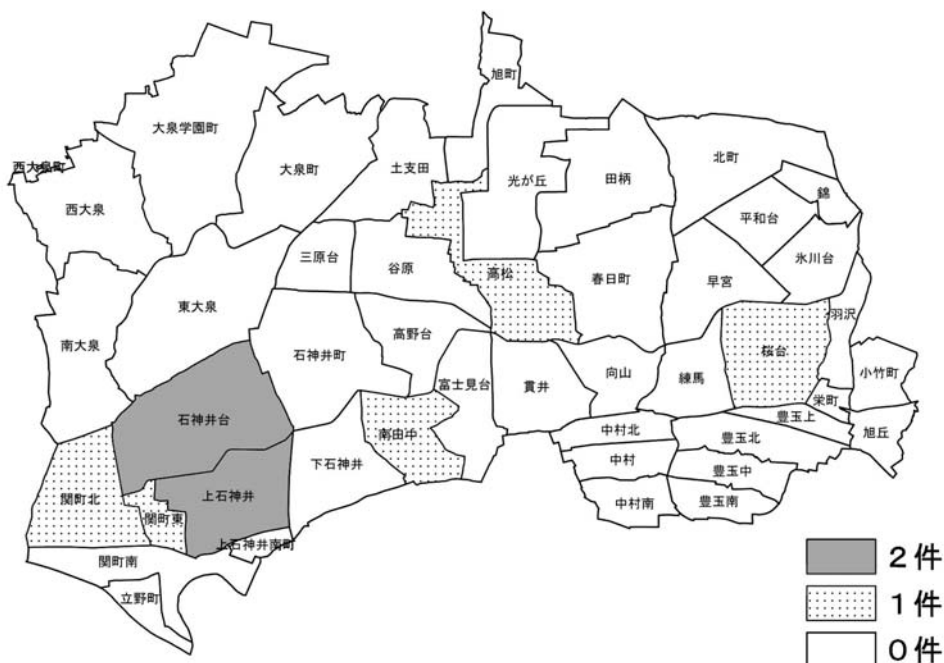 旭町
大泉学園町
北町
西大泉町
大泉町
土支田
光が丘
田柄
錦
西大泉
平和台
三原台
谷原
高松
春日町
早宮
氷川台
東大泉
羽沢
南大泉
石神井町
高野台
桜台
富士見台
貫井
向山
練馬
小竹町
栄町
石神井台
南田中
豊玉上
中村北
豊玉北
旭丘
下石神井
中村
豊玉中
関町北
上石神井
中村南
豊玉南
関町東
上石神井南町
関町南
立野町
2件
1件
0件